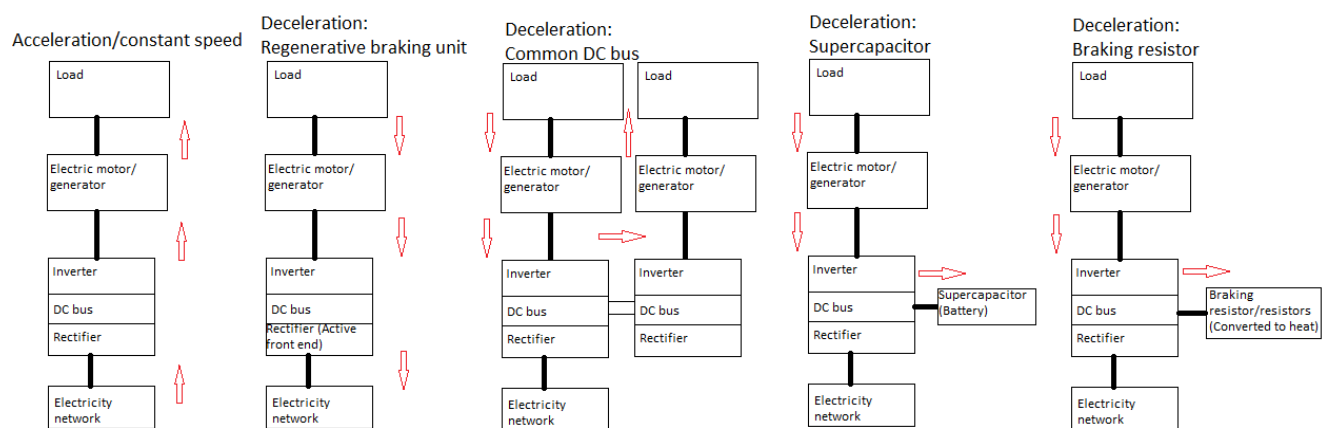 Acceleration/constant speed
Load
Electric motor/
generator
Inverter
DC bus
Rectifier
Electricity
network
Deceleration:
Regenerative braking unit
Load
Electric motor/
generator
Inverter
DC bus
Rectifier (Active
front end)
Electricity
network
Deceleration:
Common DC bus
Load
Load
Electric motor/
generator
Electric motor/
generator
Inverter
Inverter
DC bus
DC bus
Rectifier
Rectifier
Electricity
network
Deceleration:
Supercapacitor
Load
Electric motor/
generator
Inverter
DC bus
Rectifier
Supercapacitor
(Battery)
Electricity
network
Deceleration:
Braking resistor
Load
Electric motor/
generator
Inverter
DC bus
Rectifier
Braking
resistor/resistors
(Converted to heat)
Electricity
network